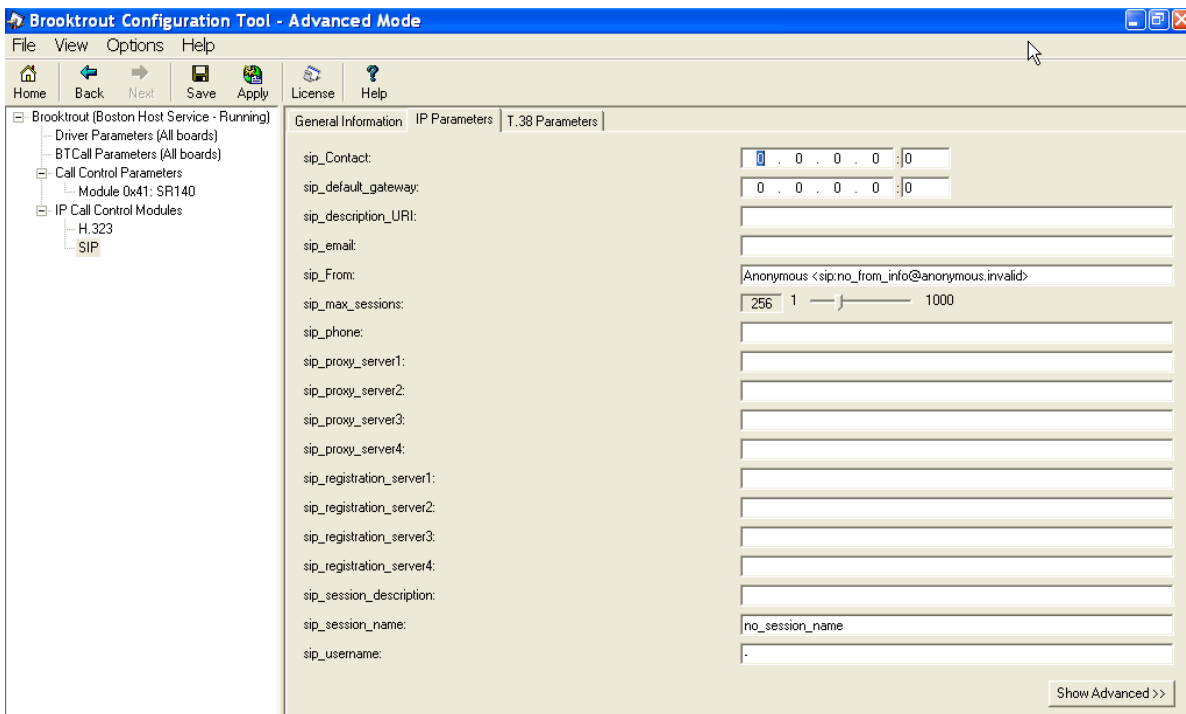 Brooktrout Configuration Tool - Advanced Mode
File View Options Help
Home Back Next Save Apply License Help
Brooktrout (Boston Host Service - Running)
Driver Parameters (All boards)
BTCall Parameters (All boards)
Call Control Parameters
Module 0x41: SR140
IP Call Control Modules
H.323
SIP
General Information IP Parameters T.38 Parameters
sip_Contact: 0 . 0 . 0 . 0 :0
sip_default_gateway: 0 . 0 . 0 . 0 :0
sip_description_URI:
sip_email:
sip_From: Anonymous <sip:no_from_info@anonymous.invalid>
sip_max_sessions: 256 1 1000
sip_phone:
sip_proxy_server1:
sip_proxy_server2:
sip_proxy_server3:
sip_proxy_server4:
sip_registration_server1:
sip_registration_server2:
sip_registration_server3:
sip_registration_server4:
sip_session_description:
sip_session_name: no_session_name
sip_username: -
Show Advanced >>